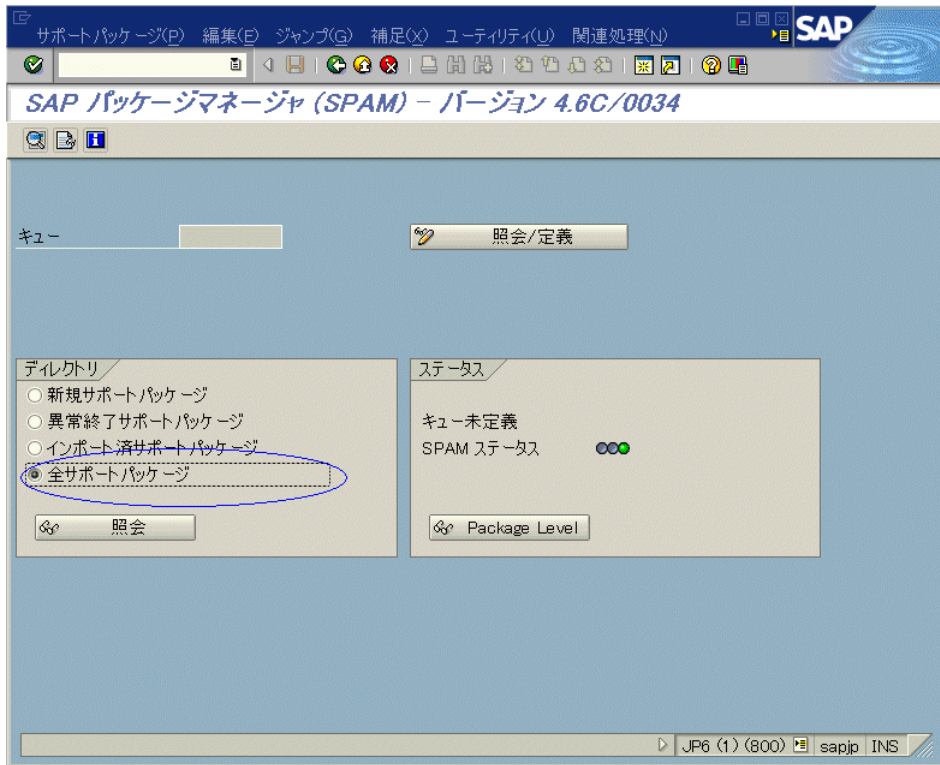 サポートパッケージ(P) 編集(E) ジャンプ(G) 補足(X) ユーティリティ(U) 関連処理(N)
SAP
SAP パッケージマネージャ (SPAM) - バージョン 4.6C/0034
キュー 照会/定義
ディレクトリ
新規サポートパッケージ
異常終了サポートパッケージ
インポート済サポートパッケージ
全サポートパッケージ
照会
ステータス
キュー未定義
SPAM ステータス
Package Level
JP6 (1) (800) sapjp INS